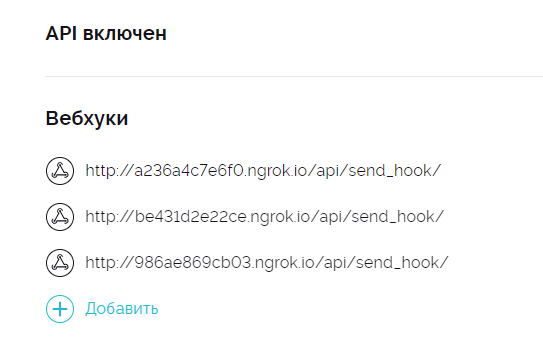 API включен
Вебхуки
http://a236a4c7e6f0.ngrok.io/api/send_hook/
http://be431d2e22ce.ngrok.io/api/send_hook/
http://986ae869cb03.ngrok.io/api/send_hook/
Добавить